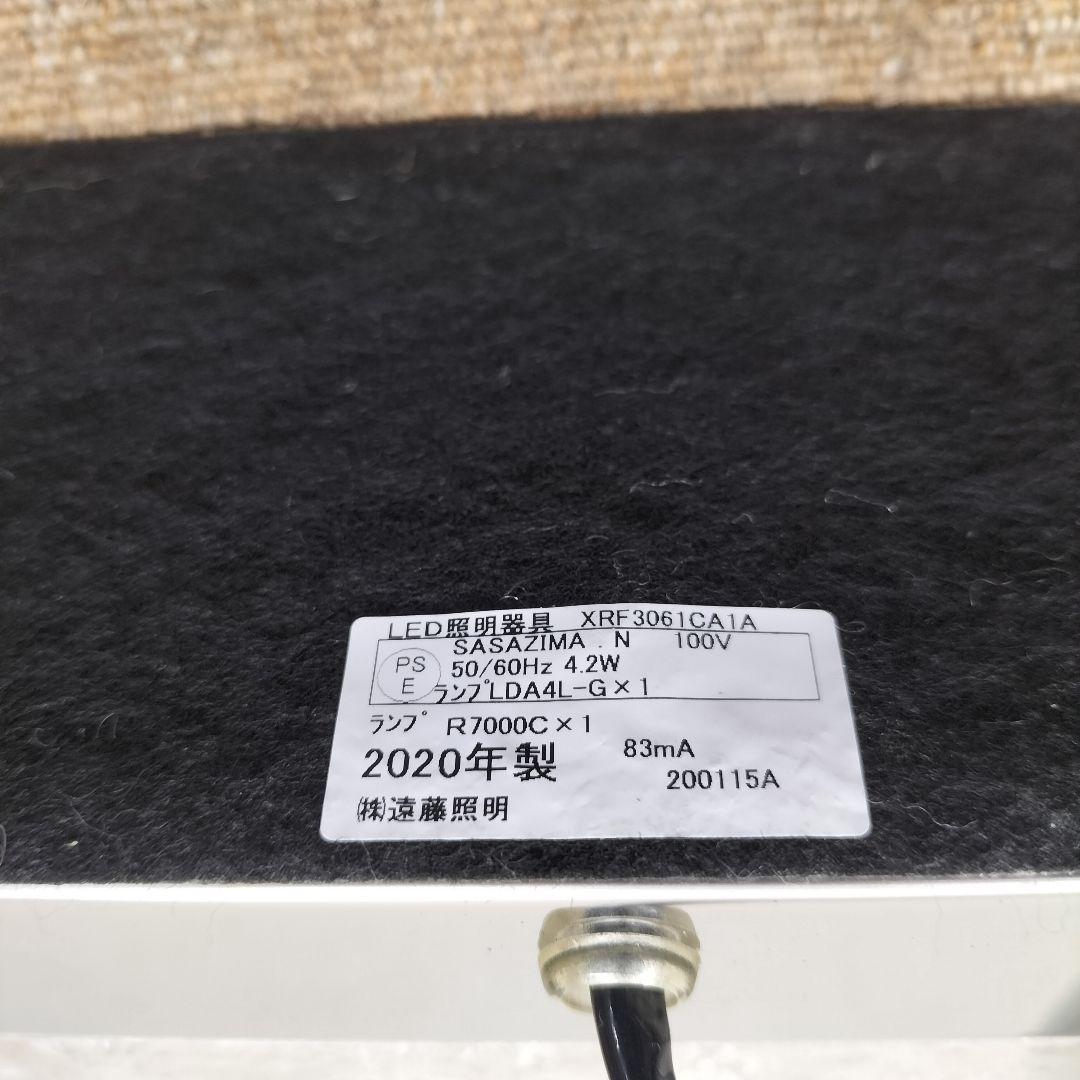 LED照明器具 XRF3061CA1A
SASAZIMA . N 100V
PS
E
50/60Hz 4.2W
ランプLDA4L-G×1
ランプ R7000C×1
2020年製 83mA
200115A
㈱遠藤照明